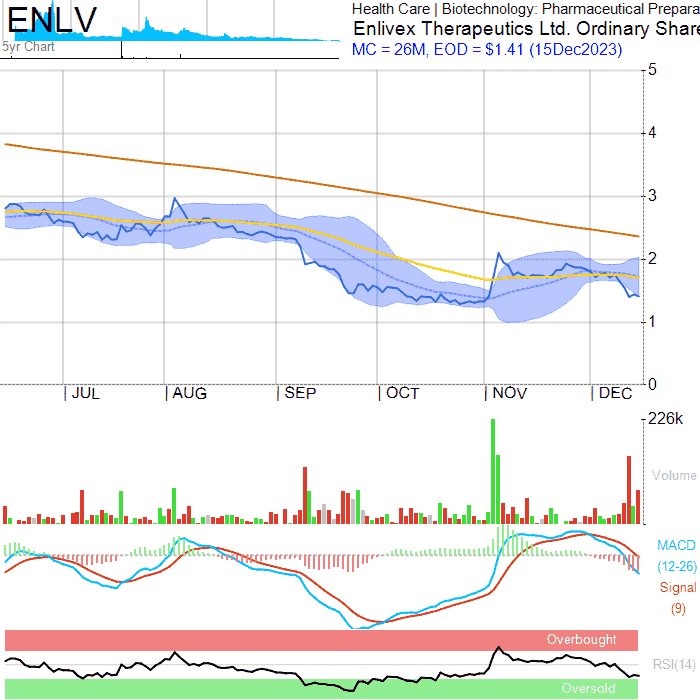 ENLV
Health Care | Biotechnology: Pharmaceutical Prepara
Enlivex Therapeutics Ltd. Ordinary Share
MC = 26M, EOD = $1.41 (15Dec2023)
5yr Chart
5
4
3
2
1
0
JUL AUG SEP OCT NOV DEC
226k
Volume
MACD
(12-26)
Signal
(9)
Overbought
RSI(14)
Oversold